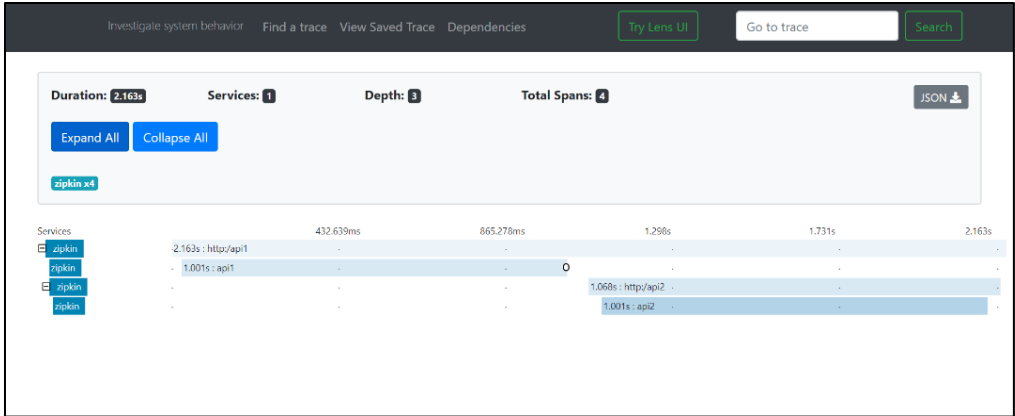 Investigate system behavior Find a trace View Saved Trace Dependencies Try Lens UI Go to trace Search
Duration: 2.163s Services: 1 Depth: 3 Total Spans: 4 JSON
Expand All Collapse All
zipkin x4
Services 432.639ms 865.278ms 1.298s 1.731s 2.163s
zipkin 2.163s : http:/api1
zipkin 1.001s : api1
zipkin 1.068s : http:/api2
zipkin 1.001s : api2